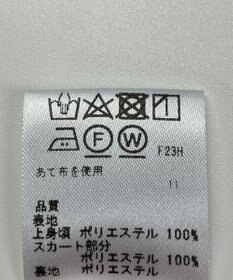 F W F23H
あて布を使用
11
品質
表地
上身頃 ポリエステル 100%
スカート部分
ポリエステル 100%
裏地 ポリエステル